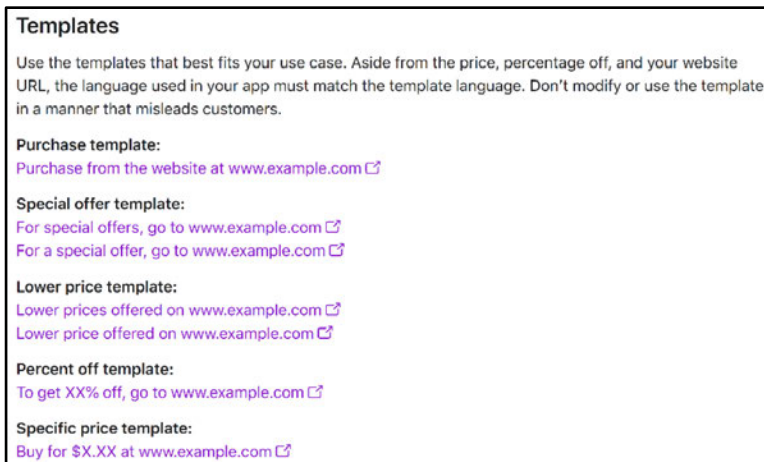 Templates
Use the templates that best fits your use case. Aside from the price, percentage off, and your website
URL, the language used in your app must match the template language. Don't modify or use the template
in a manner that misleads customers.
Purchase template:
Purchase from the website at www.example.com
Special offer template:
For special offers, go to www.example.com
For a special offer, go to www.example.com
Lower price template:
Lower prices offered on www.example.com
Lower price offered on www.example.com
Percent off template:
To get XX% off, go to www.example.com
Specific price template:
Buy for $X.XX at www.example.com